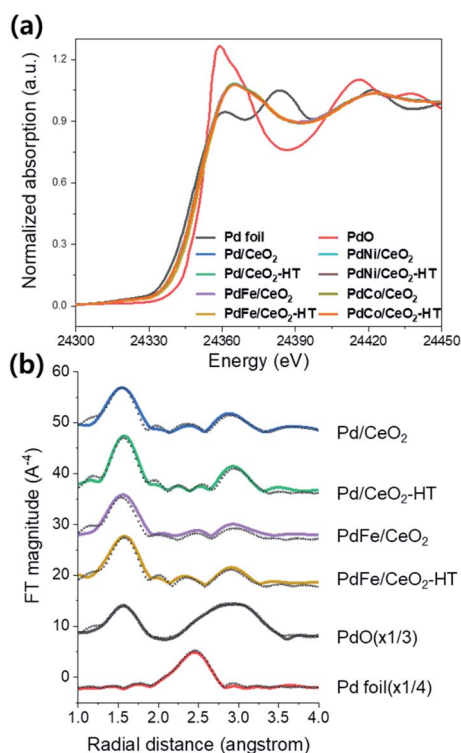 (a)
Normalized absorption (a.u.)
1.2
0.9
0.6
0.3
0.0
Pd foil PdO
Pd/CeO₂ PdNi/CeO₂
Pd/CeO₂-HT PdNi/CeO₂-HT
PdFe/CeO₂ PdCo/CeO₂
PdFe/CeO₂-HT PdCo/CeO₂-HT
24300 24330 24360 24390 24420 24450
Energy (eV)
(b)
FT magnitude (A⁻⁴)
60
50
40
30
20
10
0
Pd/CeO₂
Pd/CeO₂-HT
PdFe/CeO₂
PdFe/CeO₂-HT
PdO(x1/3)
Pd foil(x1/4)
1.0 1.5 2.0 2.5 3.0 3.5 4.0
Radial distance (angstrom)